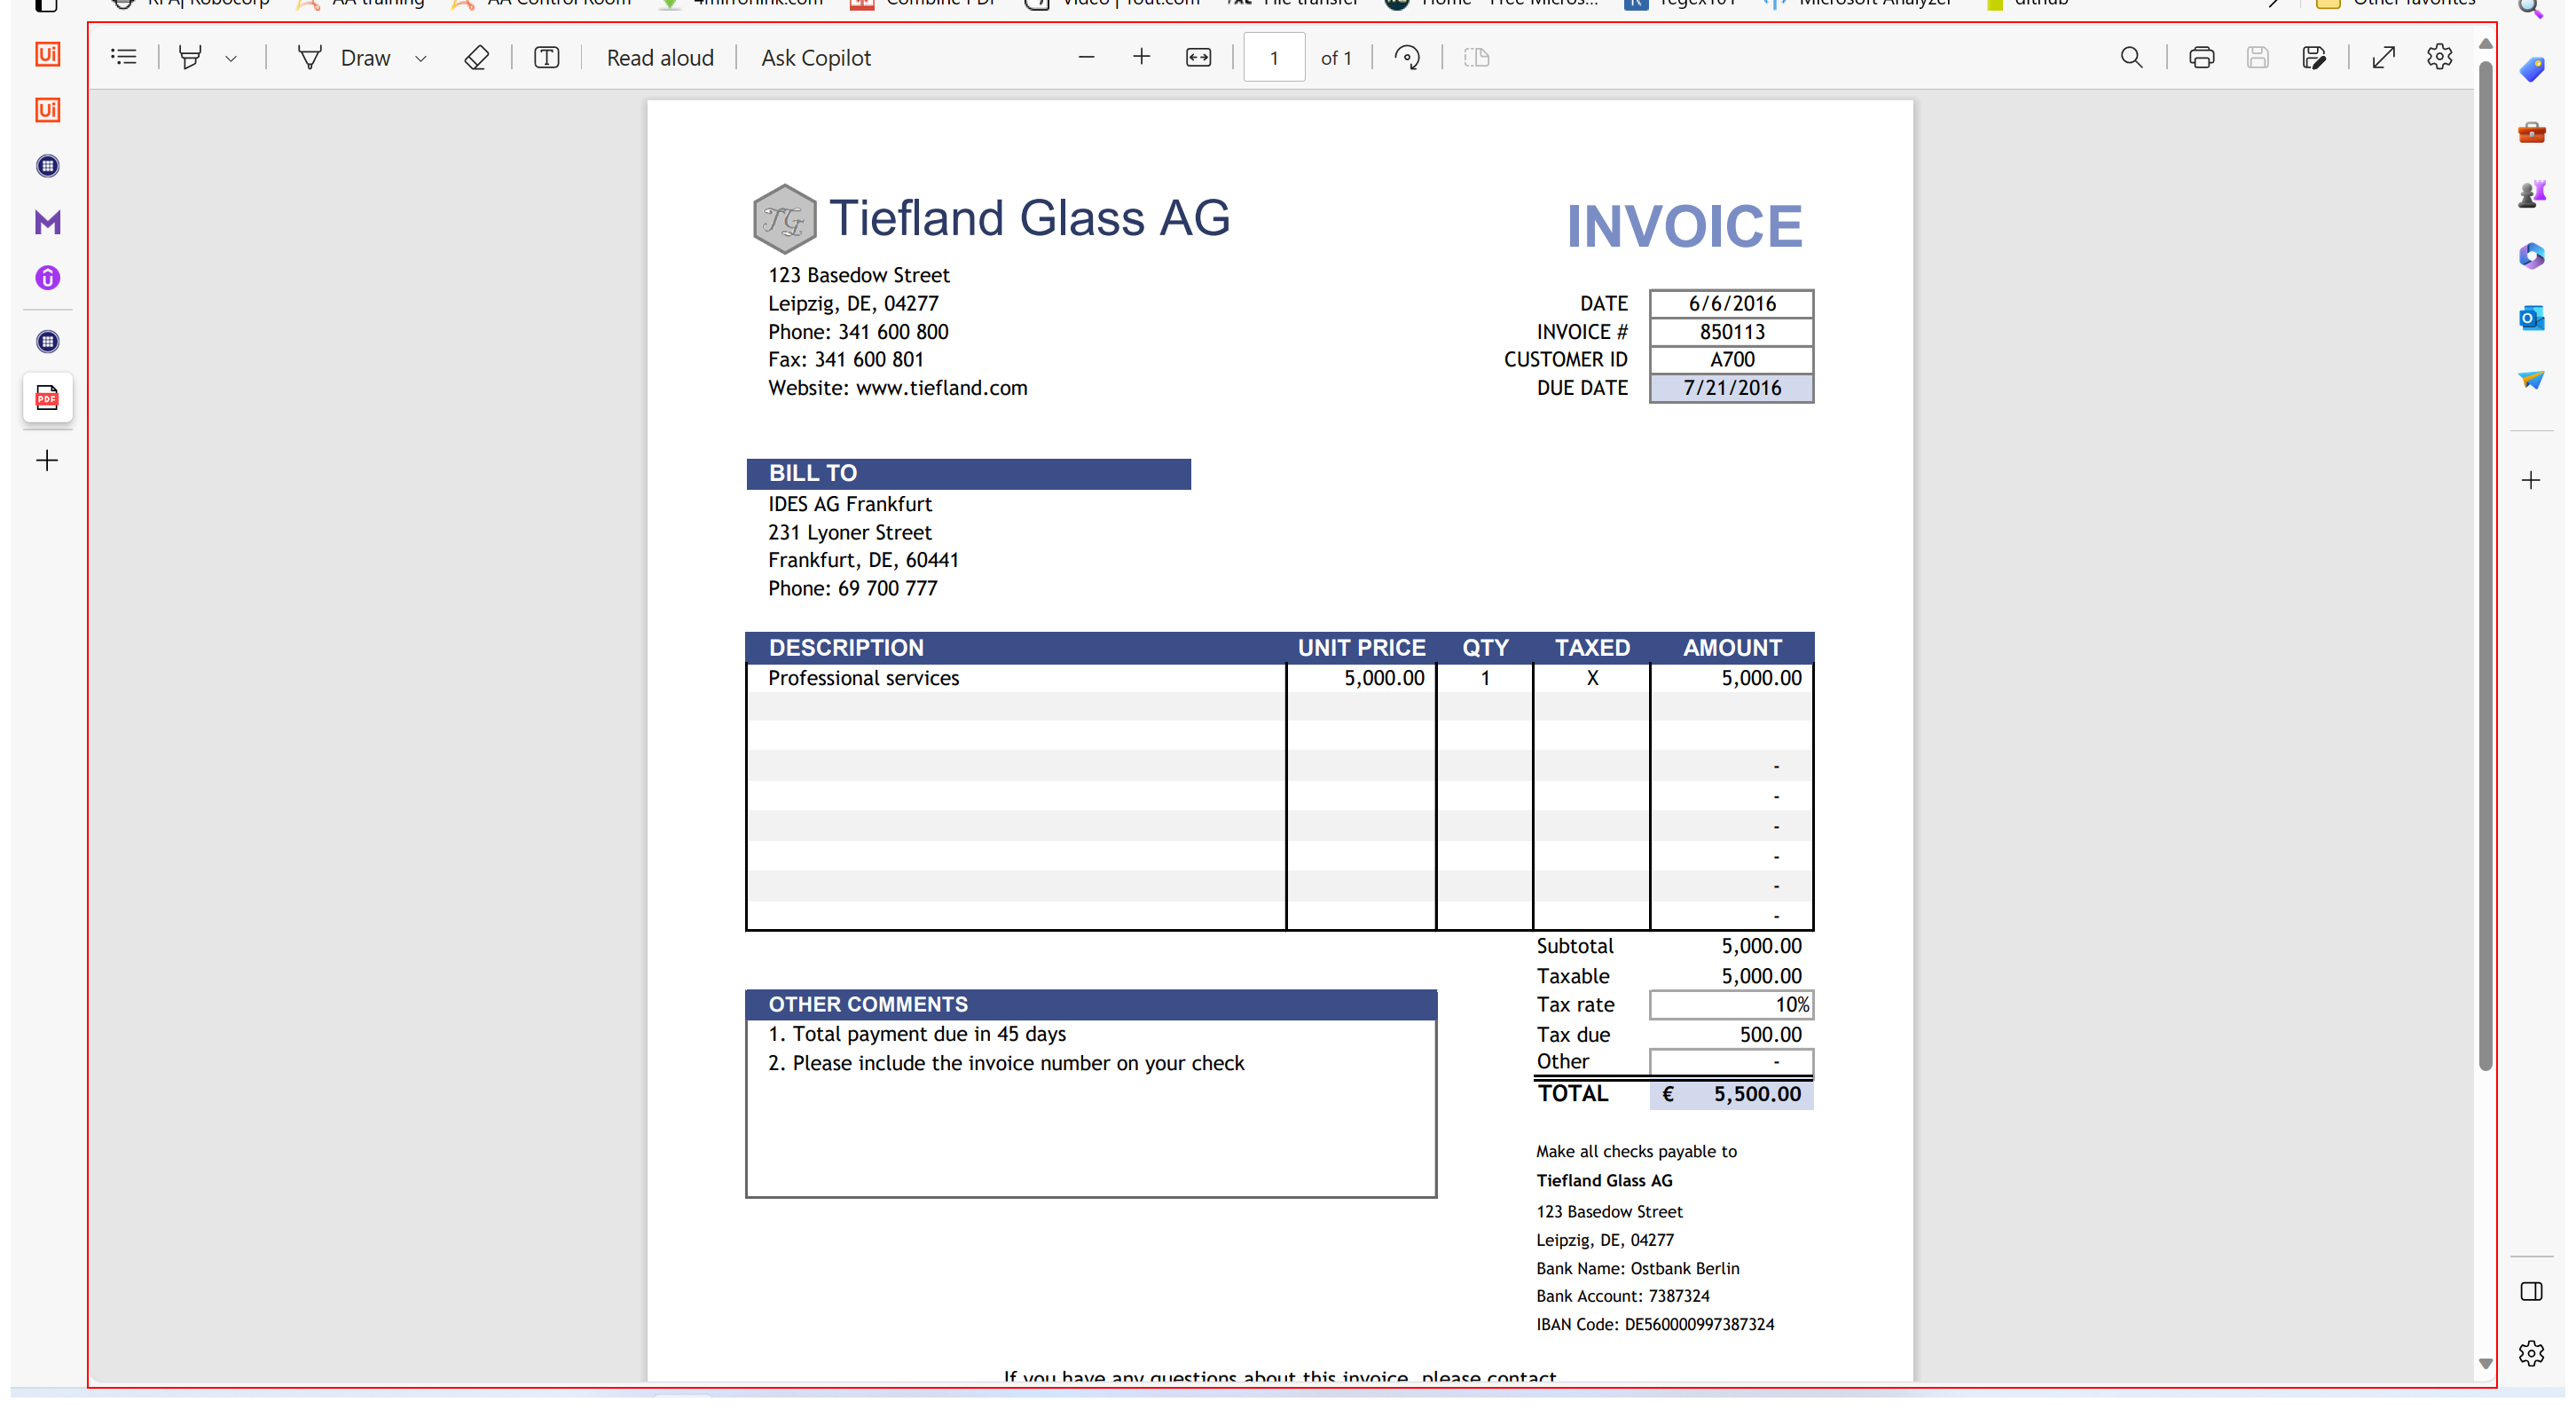 AA training
AA Control Room
Read aloud
Ask Copilot
Draw
1
of 1
Tiefland Glass AG
INVOICE
123 Basedow Street
Leipzig, DE, 04277
Phone: 341 600 800
Fax: 341 600 801
Website: www.tiefland.com
DATE 6/6/2016
INVOICE # 850113
CUSTOMER ID A700
DUE DATE 7/21/2016
BILL TO
IDES AG Frankfurt
231 Lyoner Street
Frankfurt, DE, 60441
Phone: 69 700 777
DESCRIPTION UNIT PRICE QTY TAXED AMOUNT
Professional services 5,000.00 1 X 5,000.00
-
-
-
-
-
-
Subtotal 5,000.00
Taxable 5,000.00
Tax rate 10%
Tax due 500.00
Other -
TOTAL € 5,500.00
OTHER COMMENTS
1. Total payment due in 45 days
2. Please include the invoice number on your check
Make all checks payable to
Tiefland Glass AG
123 Basedow Street
Leipzig, DE, 04277
Bank Name: Ostbank Berlin
Bank Account: 7387324
IBAN Code: DE560000997387324
If you have any questions about this invoice, please contact